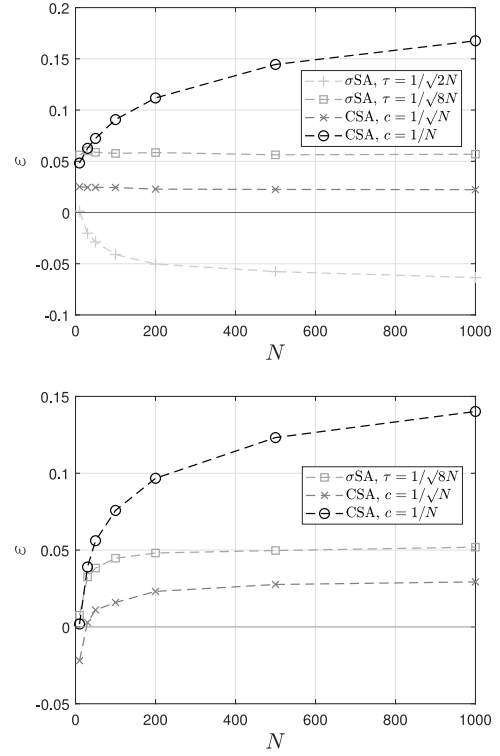 0.2
0.15
0.1
0.05
0
-0.05
-0.1
ε
σSA, τ = 1/√2N
σSA, τ = 1/√8N
CSA, c = 1/√N
CSA, c = 1/N
0 200 400 600 800 1000
N
0.15
0.1
0.05
0
-0.05
ε
σSA, τ = 1/√8N
CSA, c = 1/√N
CSA, c = 1/N
0 200 400 600 800 1000
N